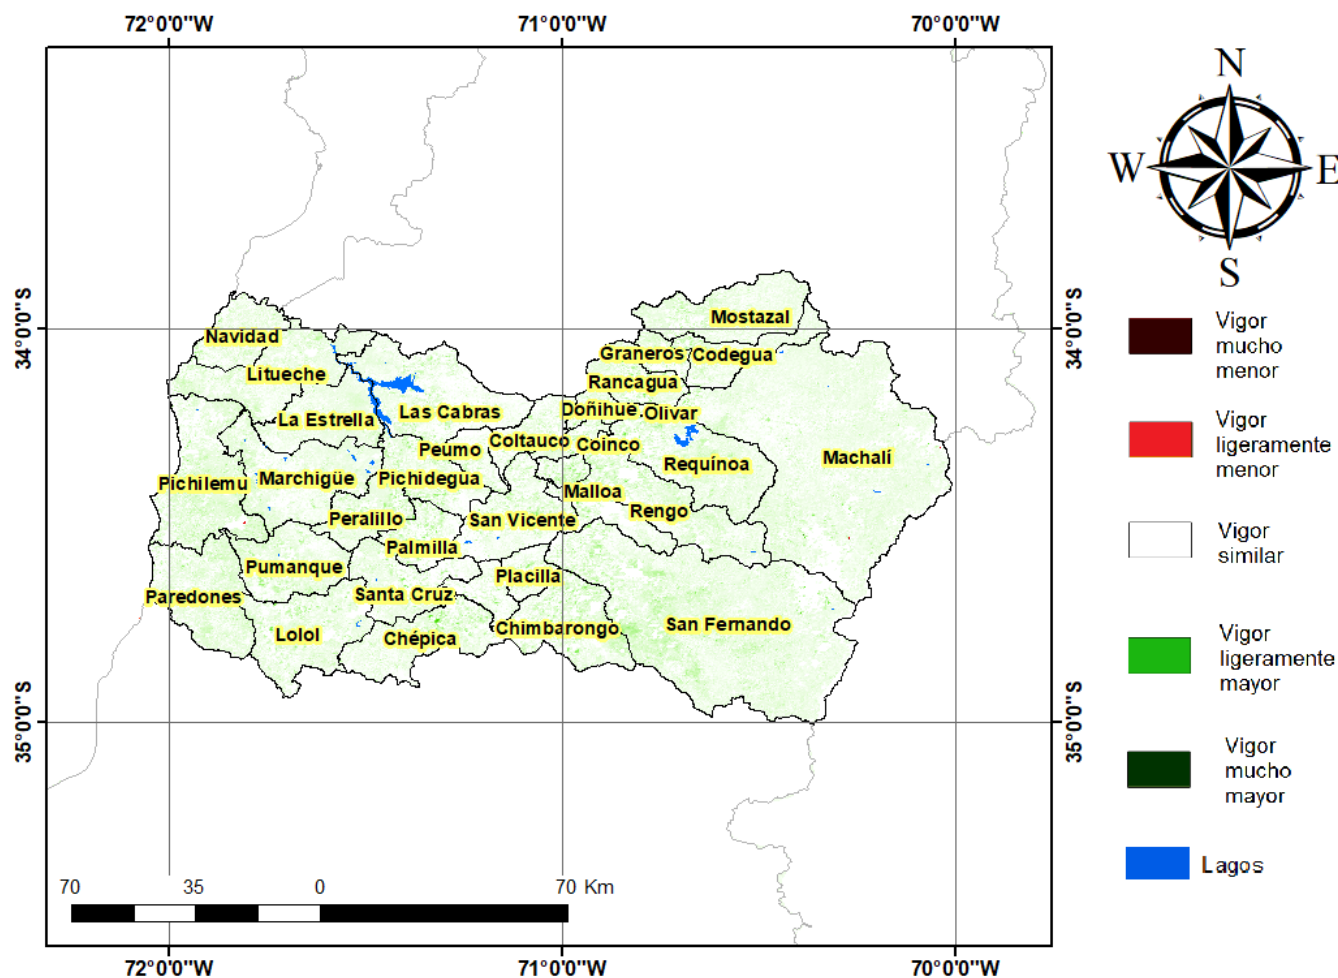 72°0'0"W
71°0'0"W
70°0'0"W
34°0'0"S
34°0'0"S
35°0'0"S
35°0'0"S
N
W
E
S
Mostazal
Navidad
Graneros
Codegua
Litueche
Rancagua
La Estrella
Las Cabras
Doñihue
Olivar
Peumo
Coltauco
Coinco
Requínoa
Machalí
Pichilemu
Marchigüe
Pichidegua
Malloa
Peralillo
San Vicente
Rengo
Palmilla
Pumanque
Placilla
Paredones
Santa Cruz
Lolol
Chépica
Chimbarongo
San Fernando
70
35
0
70 Km
72°0'0"W
71°0'0"W
70°0'0"W
Vigor
mucho
menor
Vigor
ligeramente
menor
Vigor
similar
Vigor
ligeramente
mayor
Vigor
mucho
mayor
Lagos